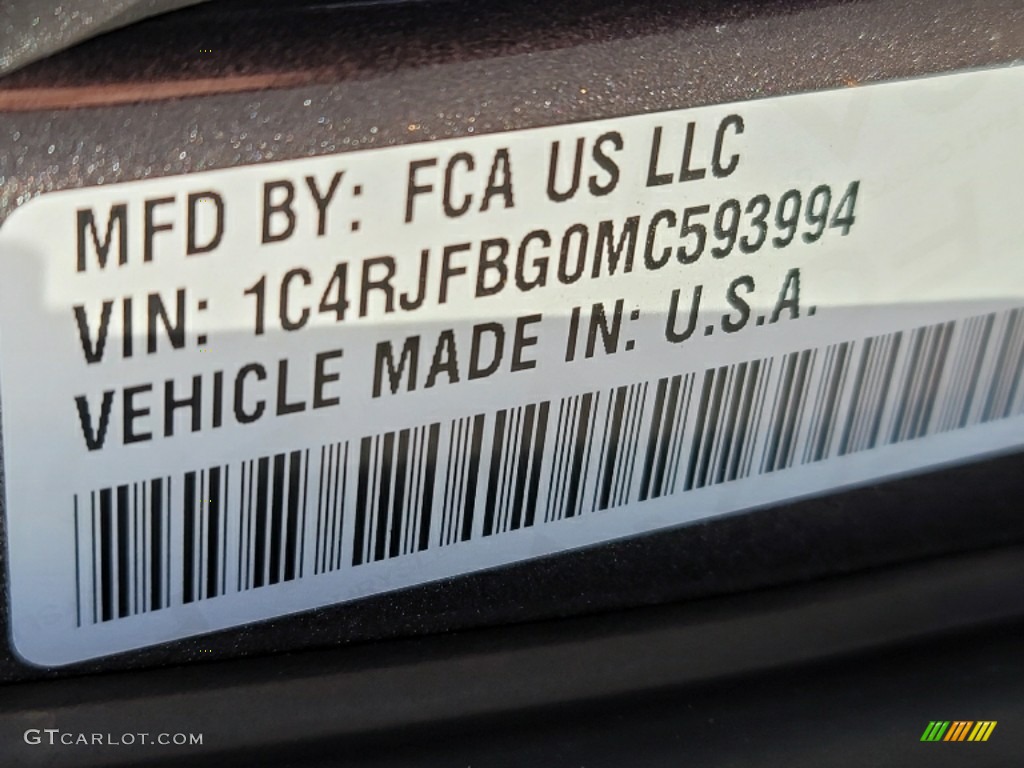 MFD BY: FCA US LLC
VIN: 1C4RJFBG0MC593994
VEHICLE MADE IN: U.S.A.
GTCARLOT.COM